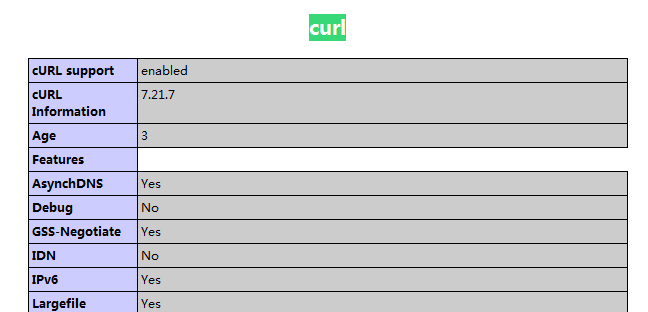 curl
cURL support enabled
cURL 7.21.7
Information
Age 3
Features
AsynchDNS Yes
Debug No
GSS-Negotiate Yes
IDN No
IPv6 Yes
Largefile Yes